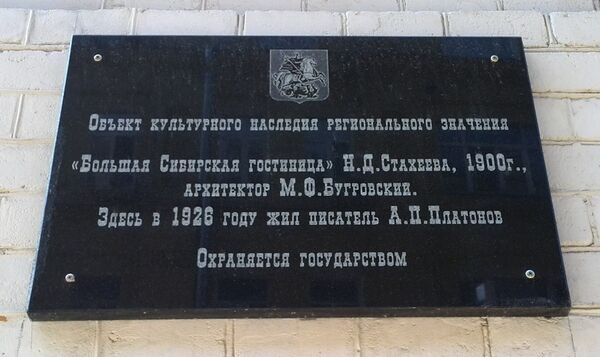 Объект культурного наследия регионального значения
«Большая Сибирская гостиница» Н.Д.Стахеева, 1900г.,
архитектор М.Ф.Бугровский.
Здесь в 1926 году жил писатель А.П.Платонов
Охраняется государством